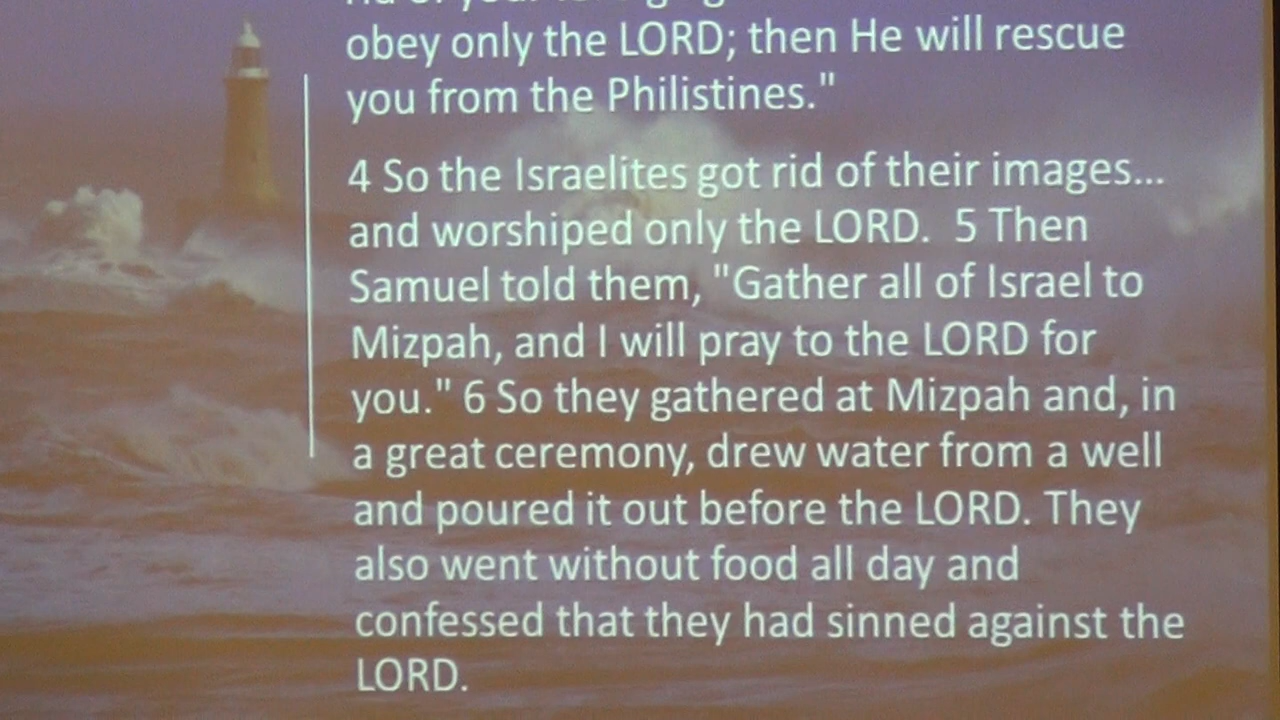 obey only the LORD; then He will rescue
you from the Philistines."
4 So the Israelites got rid of their images...
and worshiped only the LORD. 5 Then
Samuel told them, "Gather all of Israel to
Mizpah, and I will pray to the LORD for
you." 6 So they gathered at Mizpah and, in
a great ceremony, drew water from a well
and poured it out before the LORD. They
also went without food all day and
confessed that they had sinned against the
LORD.